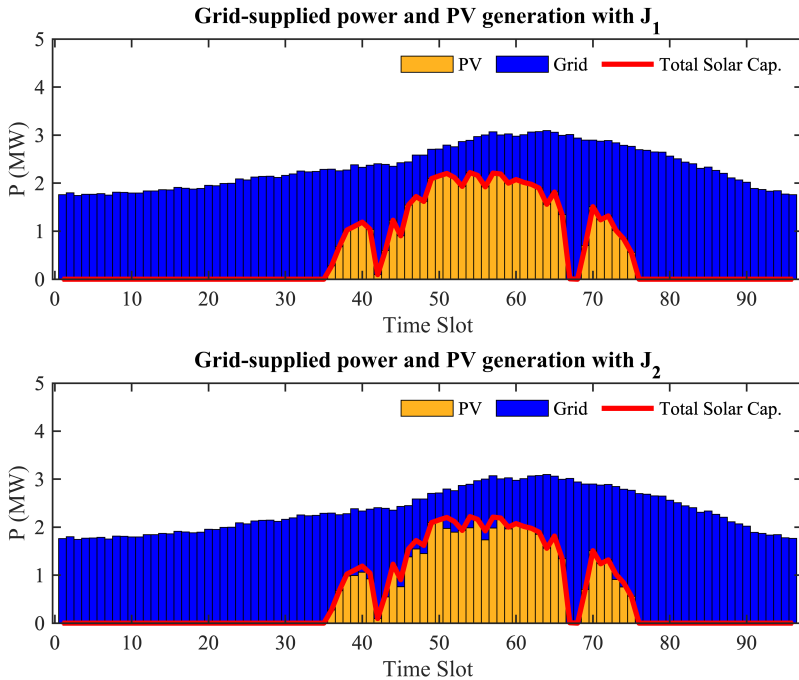 Grid-supplied power and PV generation with J1
PV Grid Total Solar Cap.
5
4
3
2
1
0
P (MW)
0 10 20 30 40 50 60 70 80 90
Time Slot
Grid-supplied power and PV generation with J2
PV Grid Total Solar Cap.
5
4
3
2
1
0
P (MW)
0 10 20 30 40 50 60 70 80 90
Time Slot